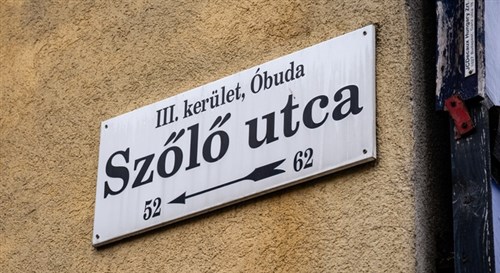 III. kerület, Óbuda
Szőlő utca
52 62